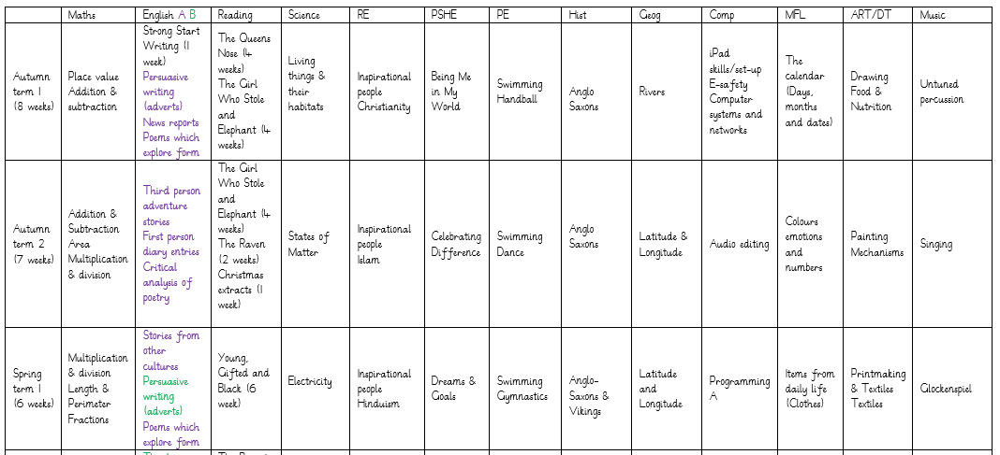 Maths
English A B
Reading
Science
RE
PSHE
PE
Hist
Geog
Comp
MFL
ART/DT
Music
Autumn
term 1
(8 weeks)
Place value
Addition &
subtraction
Strong Start
Writing (1
week)
Persuasive
writing
(adverts)
News reports
Poems which
explore form
The Queens
Nose (4
weeks)
The Girl
Who Stole
and
Elephant (4
weeks)
Living
things &
their
habitats
Inspirational
people
Christianity
Being Me
in My
World
Swimming
Handball
Anglo
Saxons
Rivers
iPad
skills/set-up
E-safety
Computer
systems and
networks
The
calendar
(Days,
months
and dates)
Drawing
Food &
Nutrition
Untuned
percussion
Autumn
term 2
(7 weeks)
Addition &
Subtraction
Area
Multiplication
& division
Third person
adventure
stories
First person
diary entries
Critical
analysis of
poetry
The Girl
Who Stole
and
Elephant (4
weeks)
The Raven
(2 weeks)
Christmas
extracts (1
week)
States of
Matter
Inspirational
people
Islam
Celebrating
Difference
Swimming
Dance
Anglo
Saxons
Latitude &
Longitude
Audio editing
Colours
emotions
and
numbers
Painting
Mechanisms
Singing
Spring
term 1
(6 weeks)
Multiplication
& division
Length &
Perimeter
Fractions
Stories from
other
cultures
Persuasive
writing
(adverts)
Poems which
explore form
Young,
Gifted and
Black (6
week)
Electricity
Inspirational
people
Hinduism
Dreams &
Goals
Swimming
Gymnastics
Anglo-
Saxons &
Vikings
Latitude
and
Longitude
Programming
A
Items from
daily life
(Clothes)
Printmaking
& Textiles
Textiles
Glockenspiel